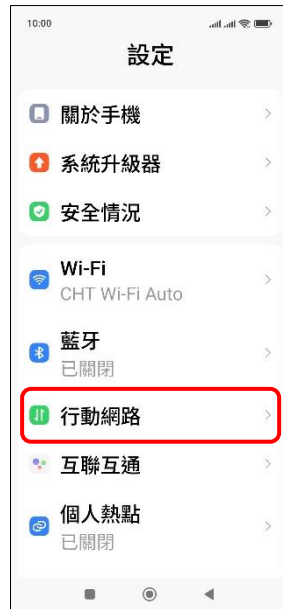 10:00
設定
關於手機
系統升級器
安全情況
Wi-Fi
CHT Wi-Fi Auto
藍牙
已關閉
行動網路
互聯互通
個人熱點
已關閉